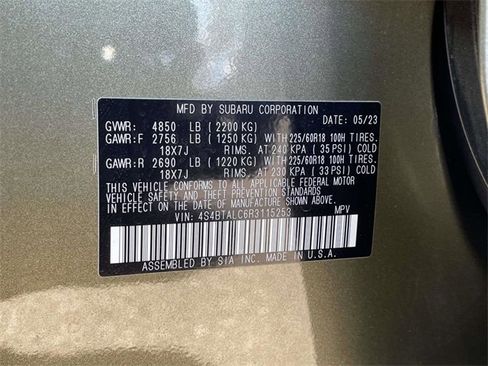 MFD BY SUBARU CORPORATION DATE: 05/23
GVWR: 4850 LB ( 2200 KG)
GAWR:F 2756 LB ( 1250 KG) WITH 225/60R18 100H TIRES,
18X7J RIMS, AT 240 KPA ( 35 PSI) COLD
GAWR:R 2690 LB ( 1220 KG) WITH 225/60R18 100H TIRES,
18X7J RIMS, AT 230 KPA ( 33 PSI) COLD
THIS VEHICLE CONFORMS TO ALL APPLICABLE FEDERAL MOTOR
VEHICLE SAFETY AND THEFT PREVENTION STANDARDS IN EFFECT
ON THE DATE OF MANUFACTURE SHOWN ABOVE.
VIN: 4S4BTALC6R3115253 MPV
ASSEMBLED BY SIA INC. MADE IN U.S.A.